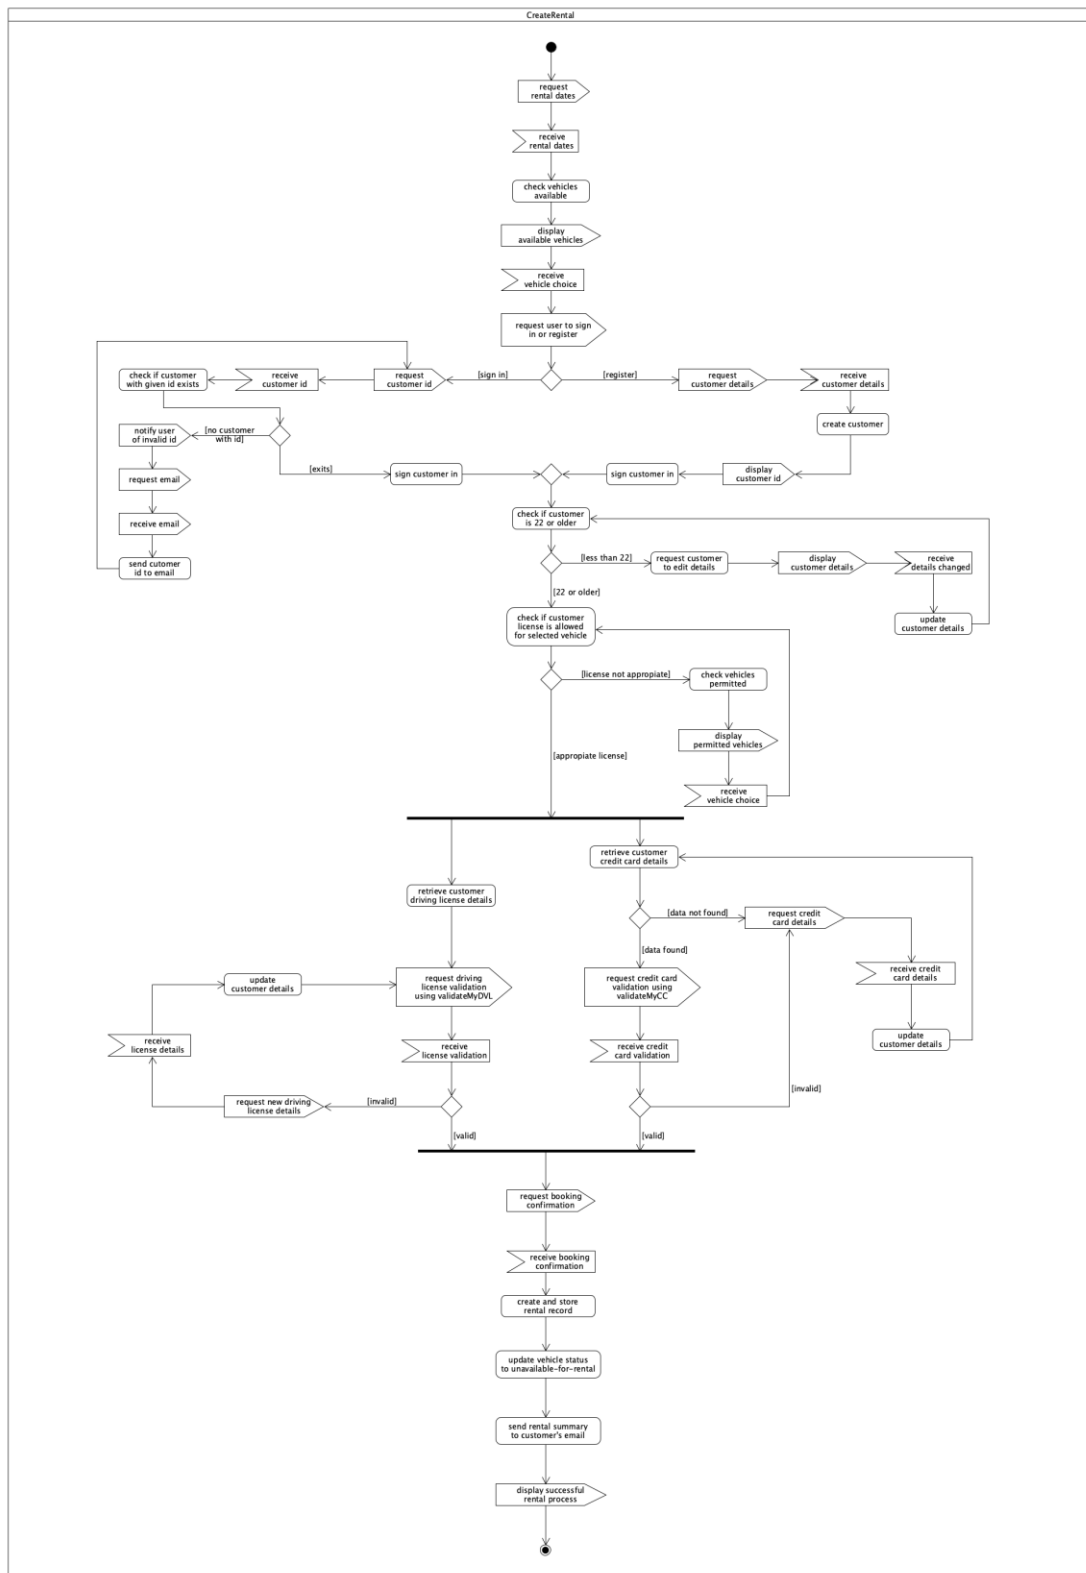 CreateRental
request
rental dates
receive
rental dates
check vehicles
available
display
available vehicles
receive
vehicle choice
request user to sign
in or register
check if customer
with given id exists
receive
customer id
request
customer id
[sign in]
[register]
request
customer details
receive
customer details
create customer
notify user
of invalid id
[no customer
with id]
request email
receive email
send cutomer
id to email
[exits]
sign customer in
sign customer in
display
customer id
check if customer
is 22 or older
[less than 22]
request customer
to edit details
display
customer details
receive
details changed
update
customer details
[22 or older]
check if customer
license is allowed
for selected vehicle
[license not appropiate]
check vehicles
permitted
display
permitted vehicles
receive
vehicle choice
[appropiate license]
retrieve customer
driving license details
retrieve customer
credit card details
[data not found]
request credit
card details
[data found]
receive credit
card details
update
customer details
update
customer details
request driving
license validation
using validateMyDVL
request credit card
validation using
validateMyCC
receive
license details
receive
license validation
receive credit
card validation
request new driving
license details
[invalid]
[invalid]
[valid]
[valid]
request booking
confirmation
receive booking
confirmation
create and store
rental record
update vehicle status
to unavailable-for-rental
send rental summary
to customer's email
display successful
rental process